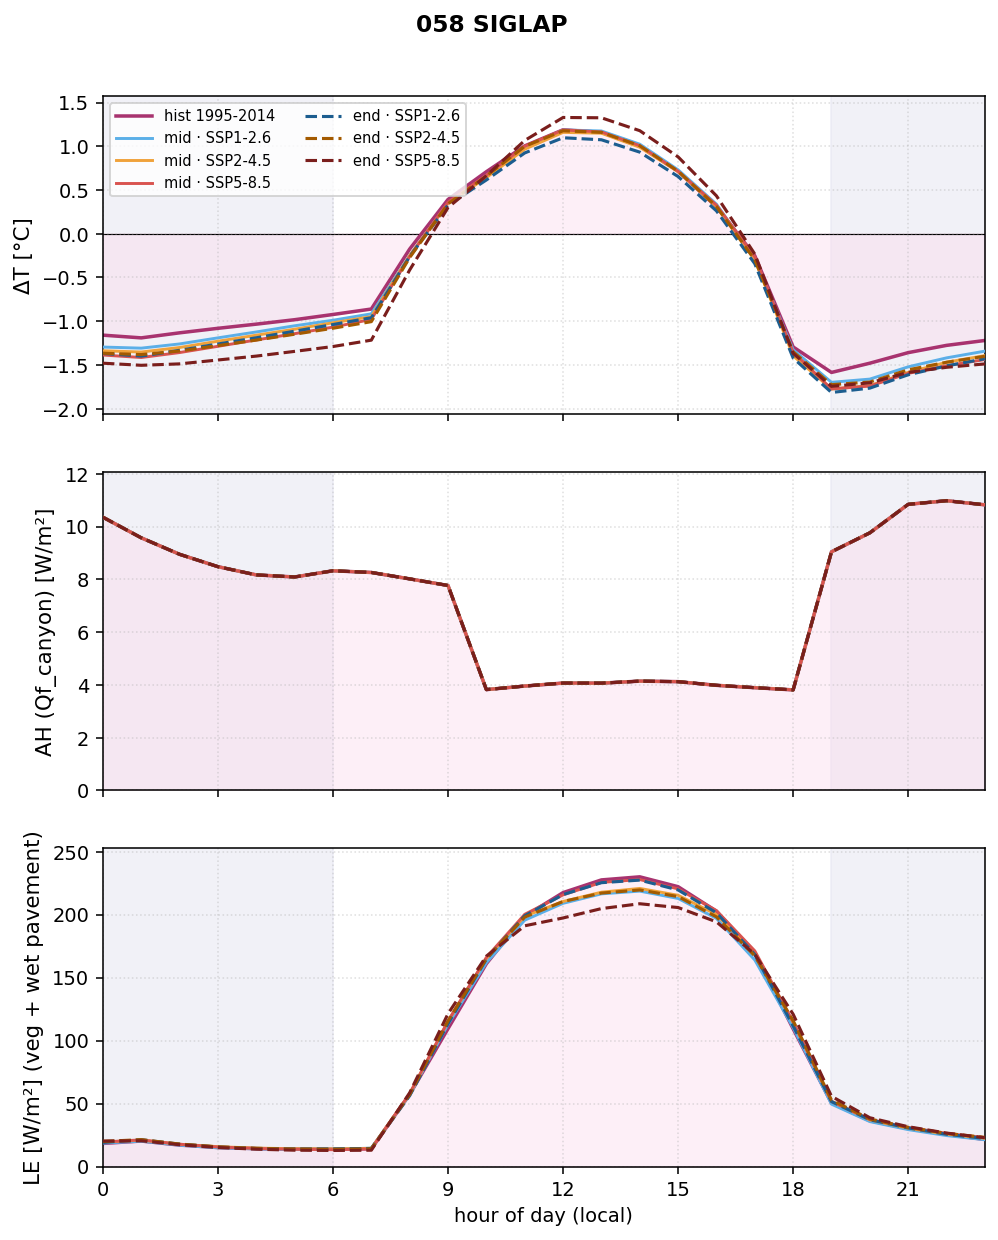 058 SIGLAP
hist 1995-2014
mid · SSP1-2.6
mid · SSP2-4.5
mid · SSP5-8.5
end · SSP1-2.6
end · SSP2-4.5
end · SSP5-8.5
ΔT [°C]
1.5
1.0
0.5
0.0
−0.5
−1.0
−1.5
−2.0
AH (Qf_canyon) [W/m²]
12
10
8
6
4
2
0
LE [W/m²] (veg + wet pavement)
250
200
150
100
50
0
0 3 6 9 12 15 18 21
hour of day (local)